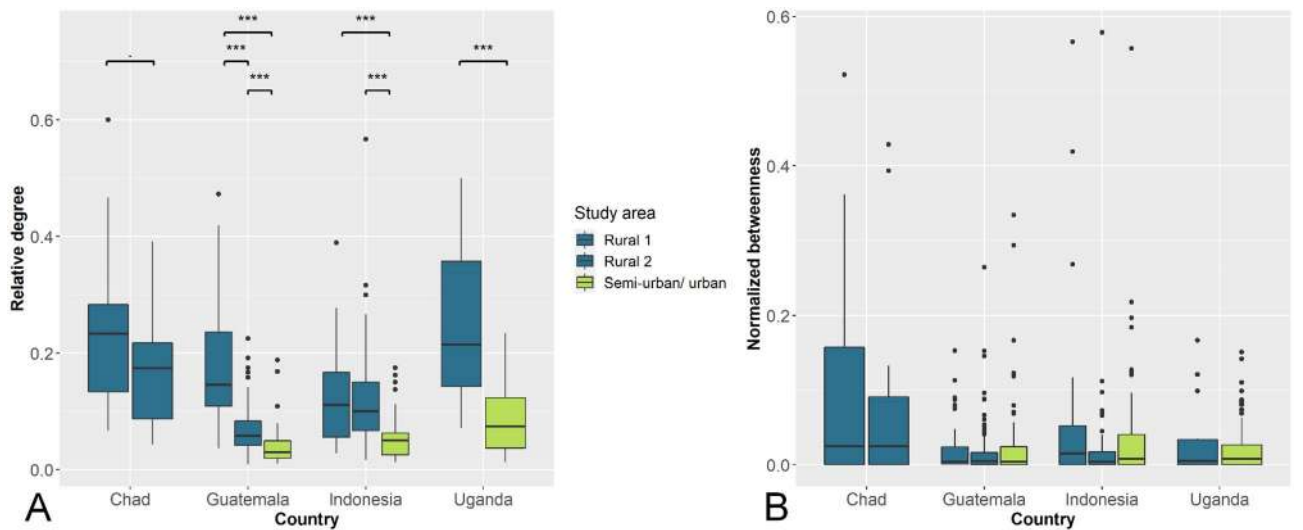 ***
***
***
***
***
***
-
0.6
0.4
0.2
0.0
Relative degree
Chad
Guatemala
Indonesia
Uganda
Country
A
Study area
Rural 1
Rural 2
Semi-urban/ urban
0.6
0.4
0.2
0.0
Normalized betweenness
Chad
Guatemala
Indonesia
Uganda
Country
B